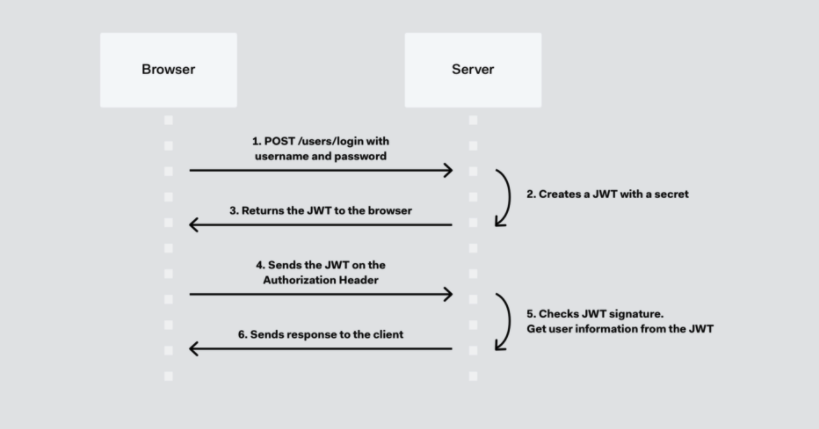 Browser
Server
1. POST /users/login with
username and password
2. Creates a JWT with a secret
3. Returns the JWT to the browser
4. Sends the JWT on the
Authorization Header
5. Checks JWT signature.
Get user information from the JWT
6. Sends response to the client